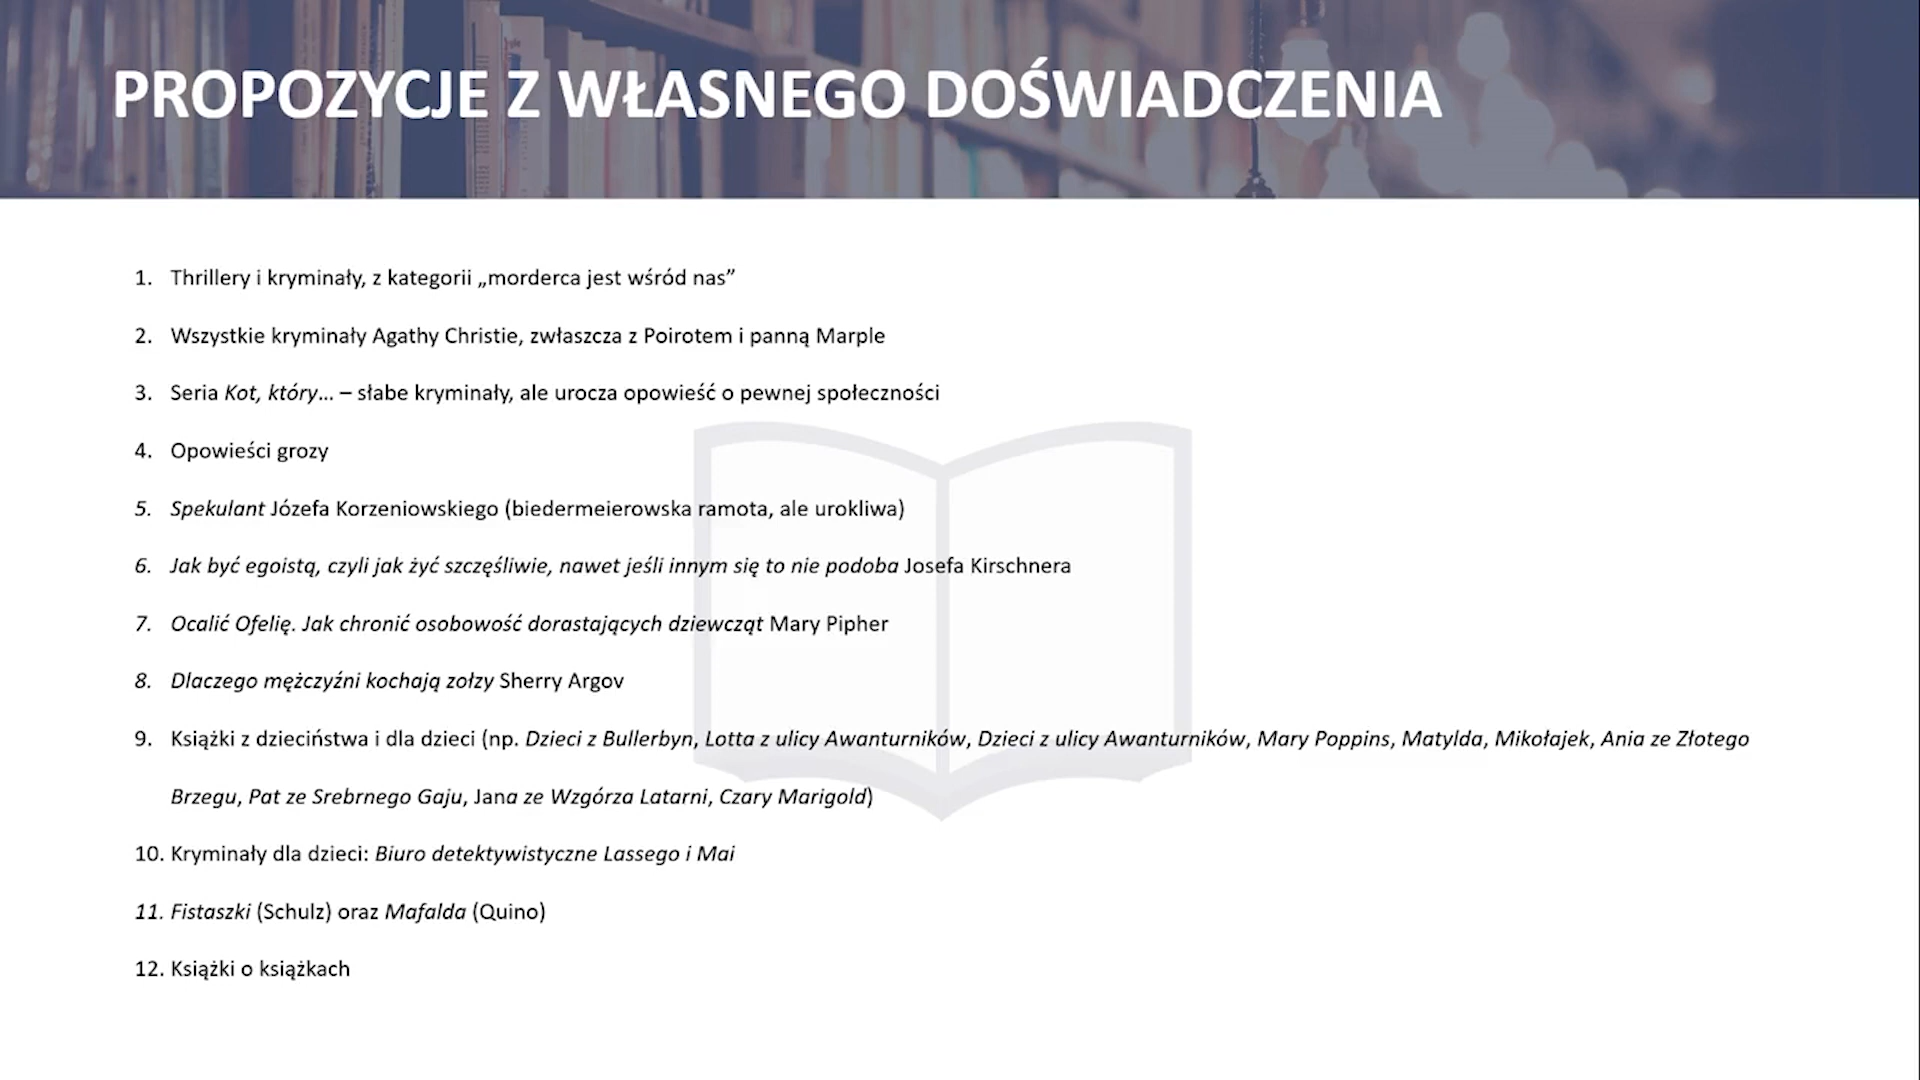 PROPOZYCJE Z WŁASNEGO DOŚWIADCZENIA
1. Thrillery i kryminały, z kategorii „morderca jest wśród nas”
2. Wszystkie kryminały Agathy Christie, zwłaszcza z Poirotem i panną Marple
3. Seria Kot, który... – słabe kryminały, ale urocza opowieść o pewnej społeczności
4. Opowieści grozy
5. Spekulant Józefa Korzeniowskiego (biedermeierowska ramota, ale urokliwa)
6. Jak być egoistą, czyli jak żyć szczęśliwie, nawet jeśli innym się to nie podoba Josefa Kirschnera
7. Ocalić Ofelię. Jak chronić osobowość dorastających dziewcząt Mary Pipher
8. Dlaczego mężczyźni kochają zołzy Sherry Argov
9. Książki z dzieciństwa i dla dzieci (np. Dzieci z Bullerbyn, Lotta z ulicy Awanturników, Dzieci z ulicy Awanturników, Mary Poppins, Matylda, Mikołajek, Ania ze Złotego
Brzegu, Pat ze Srebrnego Gaju, Jana ze Wzgórza Latarni, Czary Marigold)
10. Kryminały dla dzieci: Biuro detektywistyczne Lassego i Mai
11. Fistaszki (Schulz) oraz Mafalda (Quino)
12. Książki o książkach